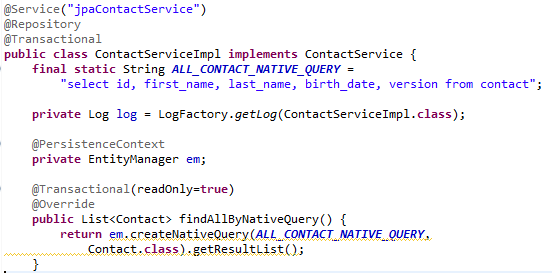 @Service("jpaContactService")
@Repository
@Transactional
public class ContactServiceImpl implements ContactService {
    final static String ALL_CONTACT_NATIVE_QUERY =
        "select id, first_name, last_name, birth_date, version from contact";

    private Log log = LogFactory.getLog(ContactServiceImpl.class);

    @PersistenceContext
    private EntityManager em;

    @Transactional(readOnly=true)
    @Override
    public List<Contact> findAllByNativeQuery() {
        return em.createNativeQuery(ALL_CONTACT_NATIVE_QUERY,
            Contact.class).getResultList();
    }